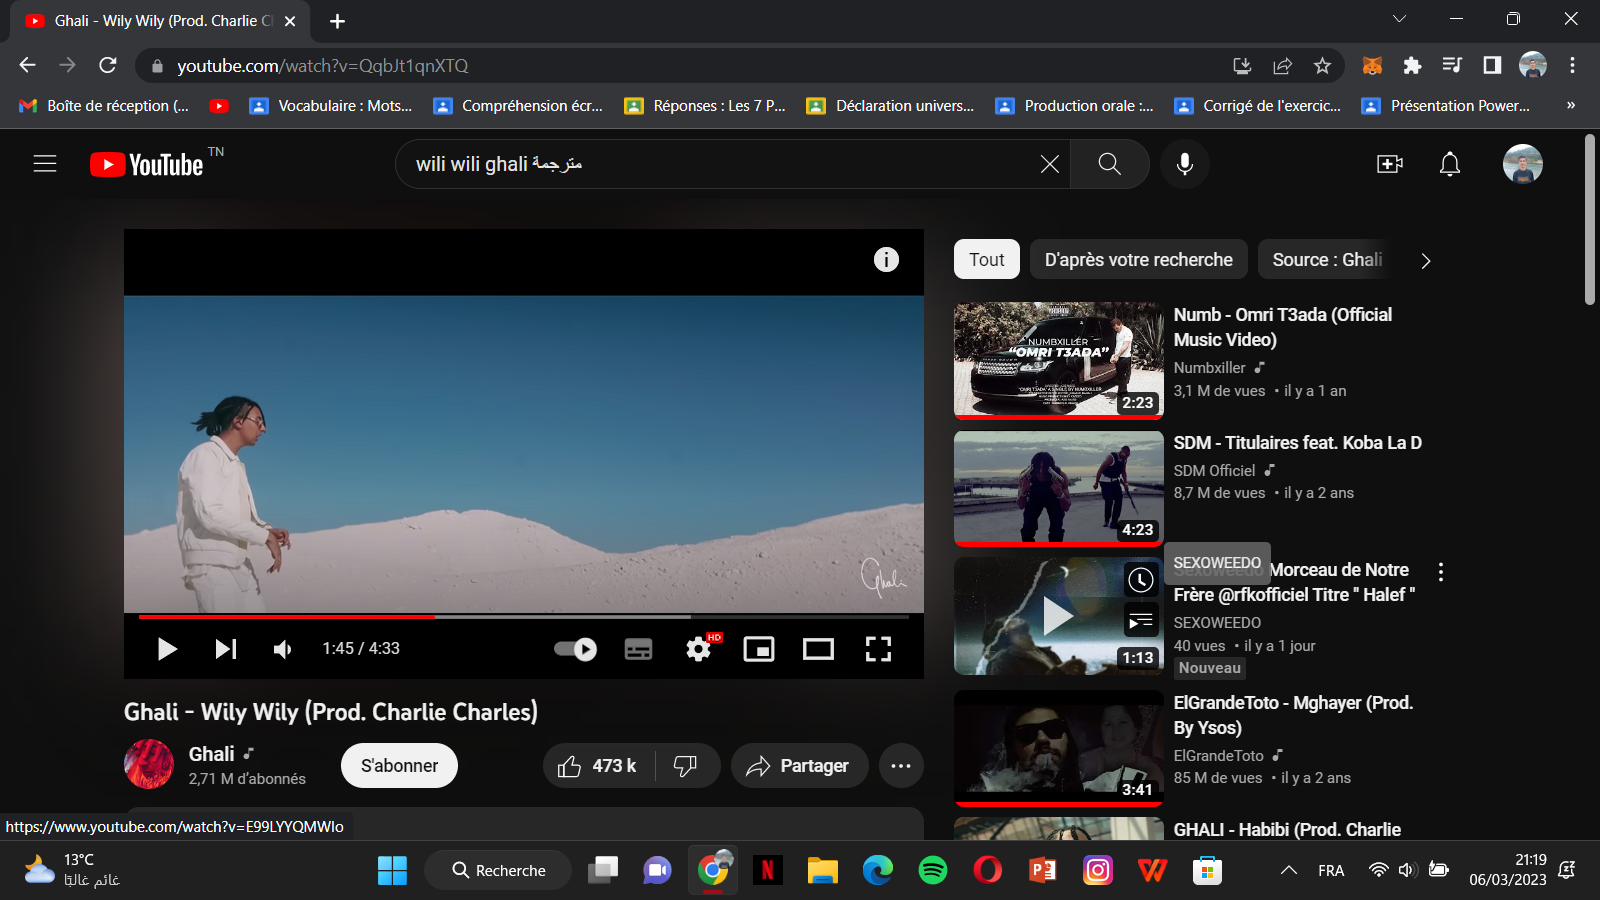 Ghali - Wily Wily (Prod. Charlie Cl
youtube.com/watch?v=QqbJt1qnXTQ
Boîte de réception (...
Vocabulaire : Mots...
Compréhension écr...
Réponses : Les 7 P...
Déclaration univers...
Production orale :...
Corrigé de l'exercic...
Présentation Power...
»
YouTube TN
wili wili ghali مترجمة
Tout
D'après votre recherche
Source : Ghali
Ghali
HD
1:45 / 4:33
Ghali - Wily Wily (Prod. Charlie Charles)
Ghali
2,71 M d'abonnés
S'abonner
473 k
Partager
NUMBXILLER
"OMRI T3ADA"
2:23
Numb - Omri T3ada (Official
Music Video)
Numbxiller
3,1 M de vues • il y a 1 an
4:23
SDM - Titulaires feat. Koba La D
SDM Officiel
8,7 M de vues • il y a 2 ans
SEXOWEEDO
1:13
Morceau de Notre
Frère @rfkofficiel Titre " Halef "
SEXOWEEDO
40 vues • il y a 1 jour
Nouveau
3:41
ElGrandeToto - Mghayer (Prod.
By Ysos)
ElGrandeToto
85 M de vues • il y a 2 ans
GHALI - Habibi (Prod. Charlie
https://www.youtube.com/watch?v=E99LYYQMWIo
13°C
غائم غالبًا
Recherche
FRA
21:19
06/03/2023